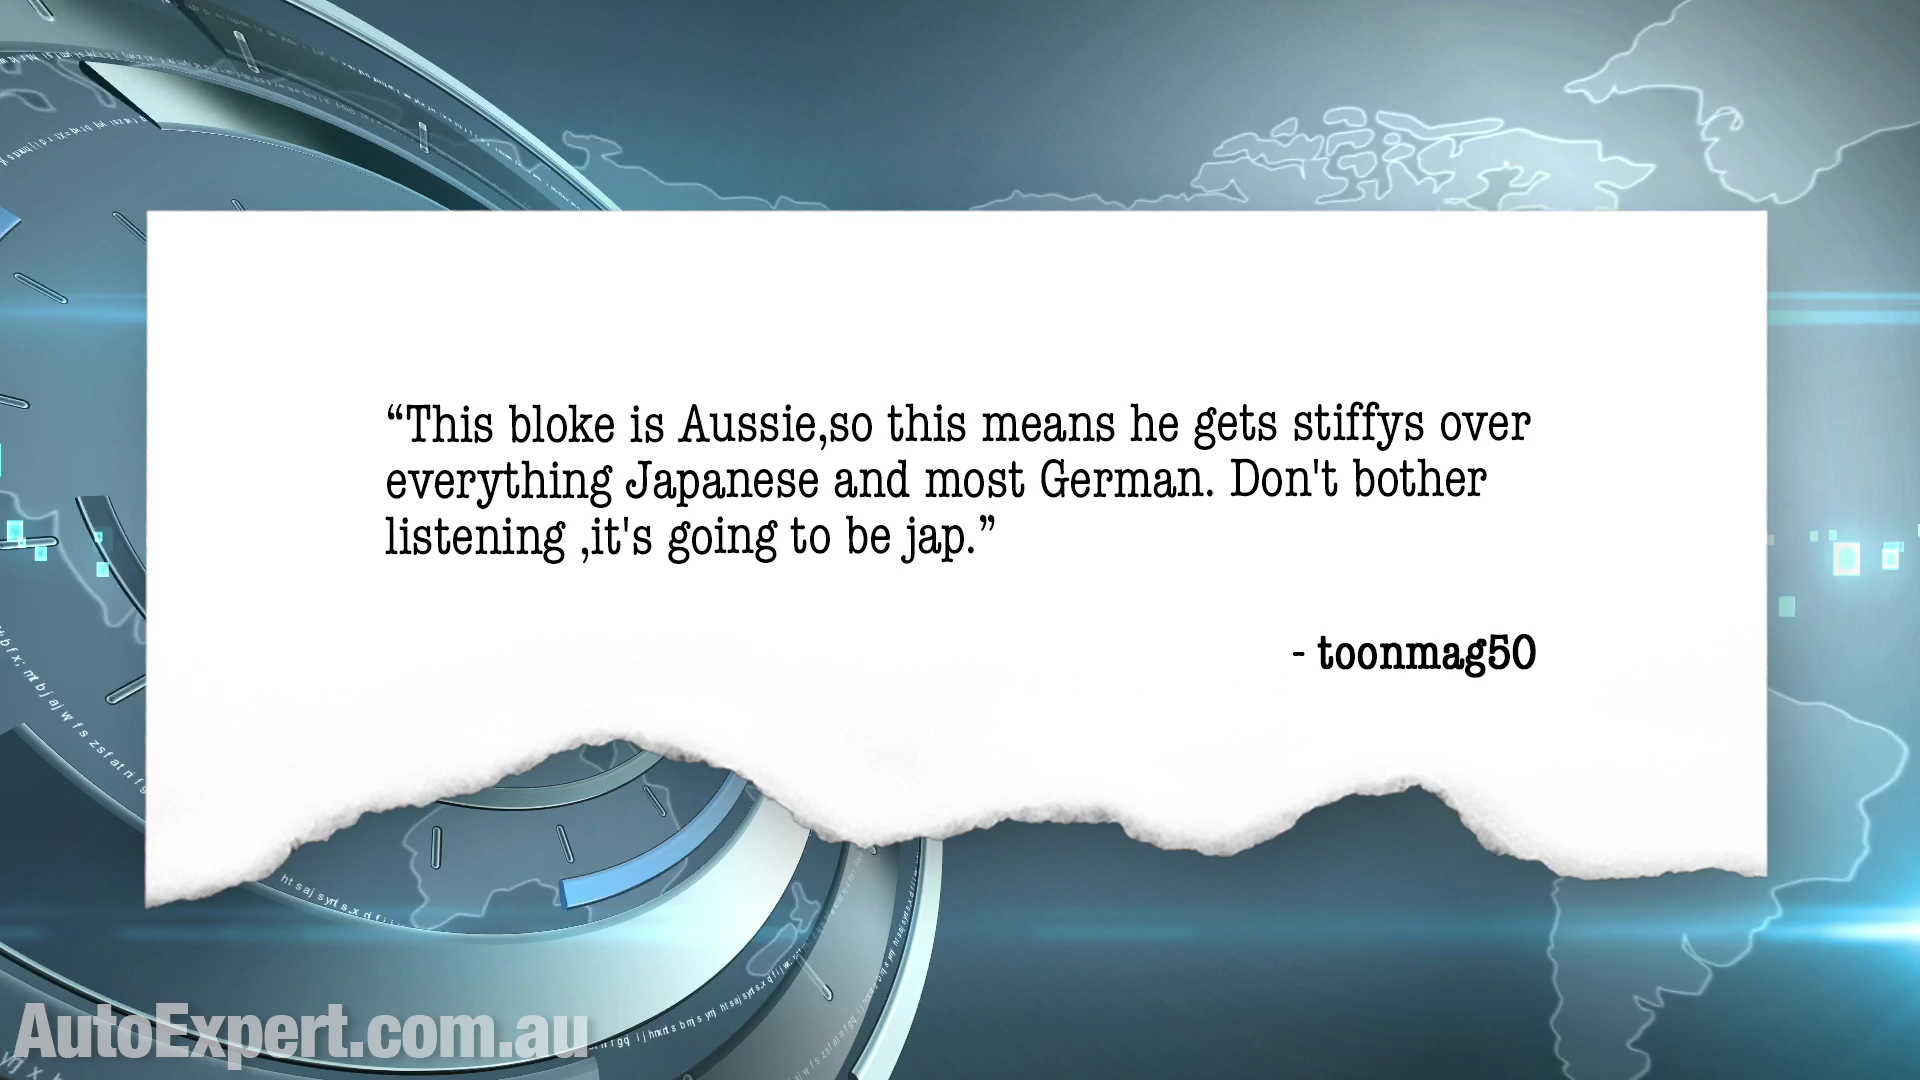 “This bloke is Aussie,so this means he gets stiffys over
everything Japanese and most German. Don't bother
listening ,it's going to be jap.”
- toonmag50
AutoExpert.com.au